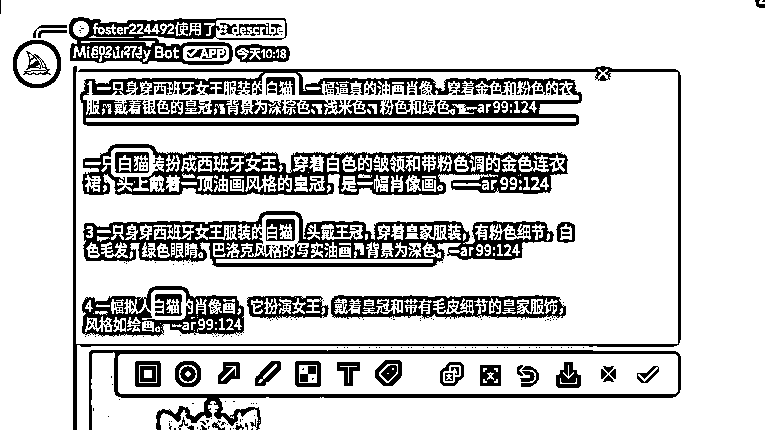 foster224492使用了 describe
Midjourney Bot ✓APP 今天10:18
1 一只身穿西班牙女王服装的白猫，一幅逼真的油画肖像，穿着金色和粉色的衣
服，戴着银色的皇冠，背景为深棕色、浅米色、粉色和绿色。--ar 99:124
一只白猫装扮成西班牙女王，穿着白色的皱领和带粉色调的金色连衣
裙，头上戴着一顶油画风格的皇冠，是一幅肖像画。——ar 99:124
3 一只身穿西班牙女王服装的白猫，头戴王冠，穿着皇家服装，有粉色细节，白
色毛发，绿色眼睛，巴洛克风格的写实油画，背景为深色。--ar 99:124
4 一幅拟人白猫的肖像画，它扮演女王，戴着皇冠和带有毛皮细节的皇家服饰，
风格如绘画。--ar 99:124